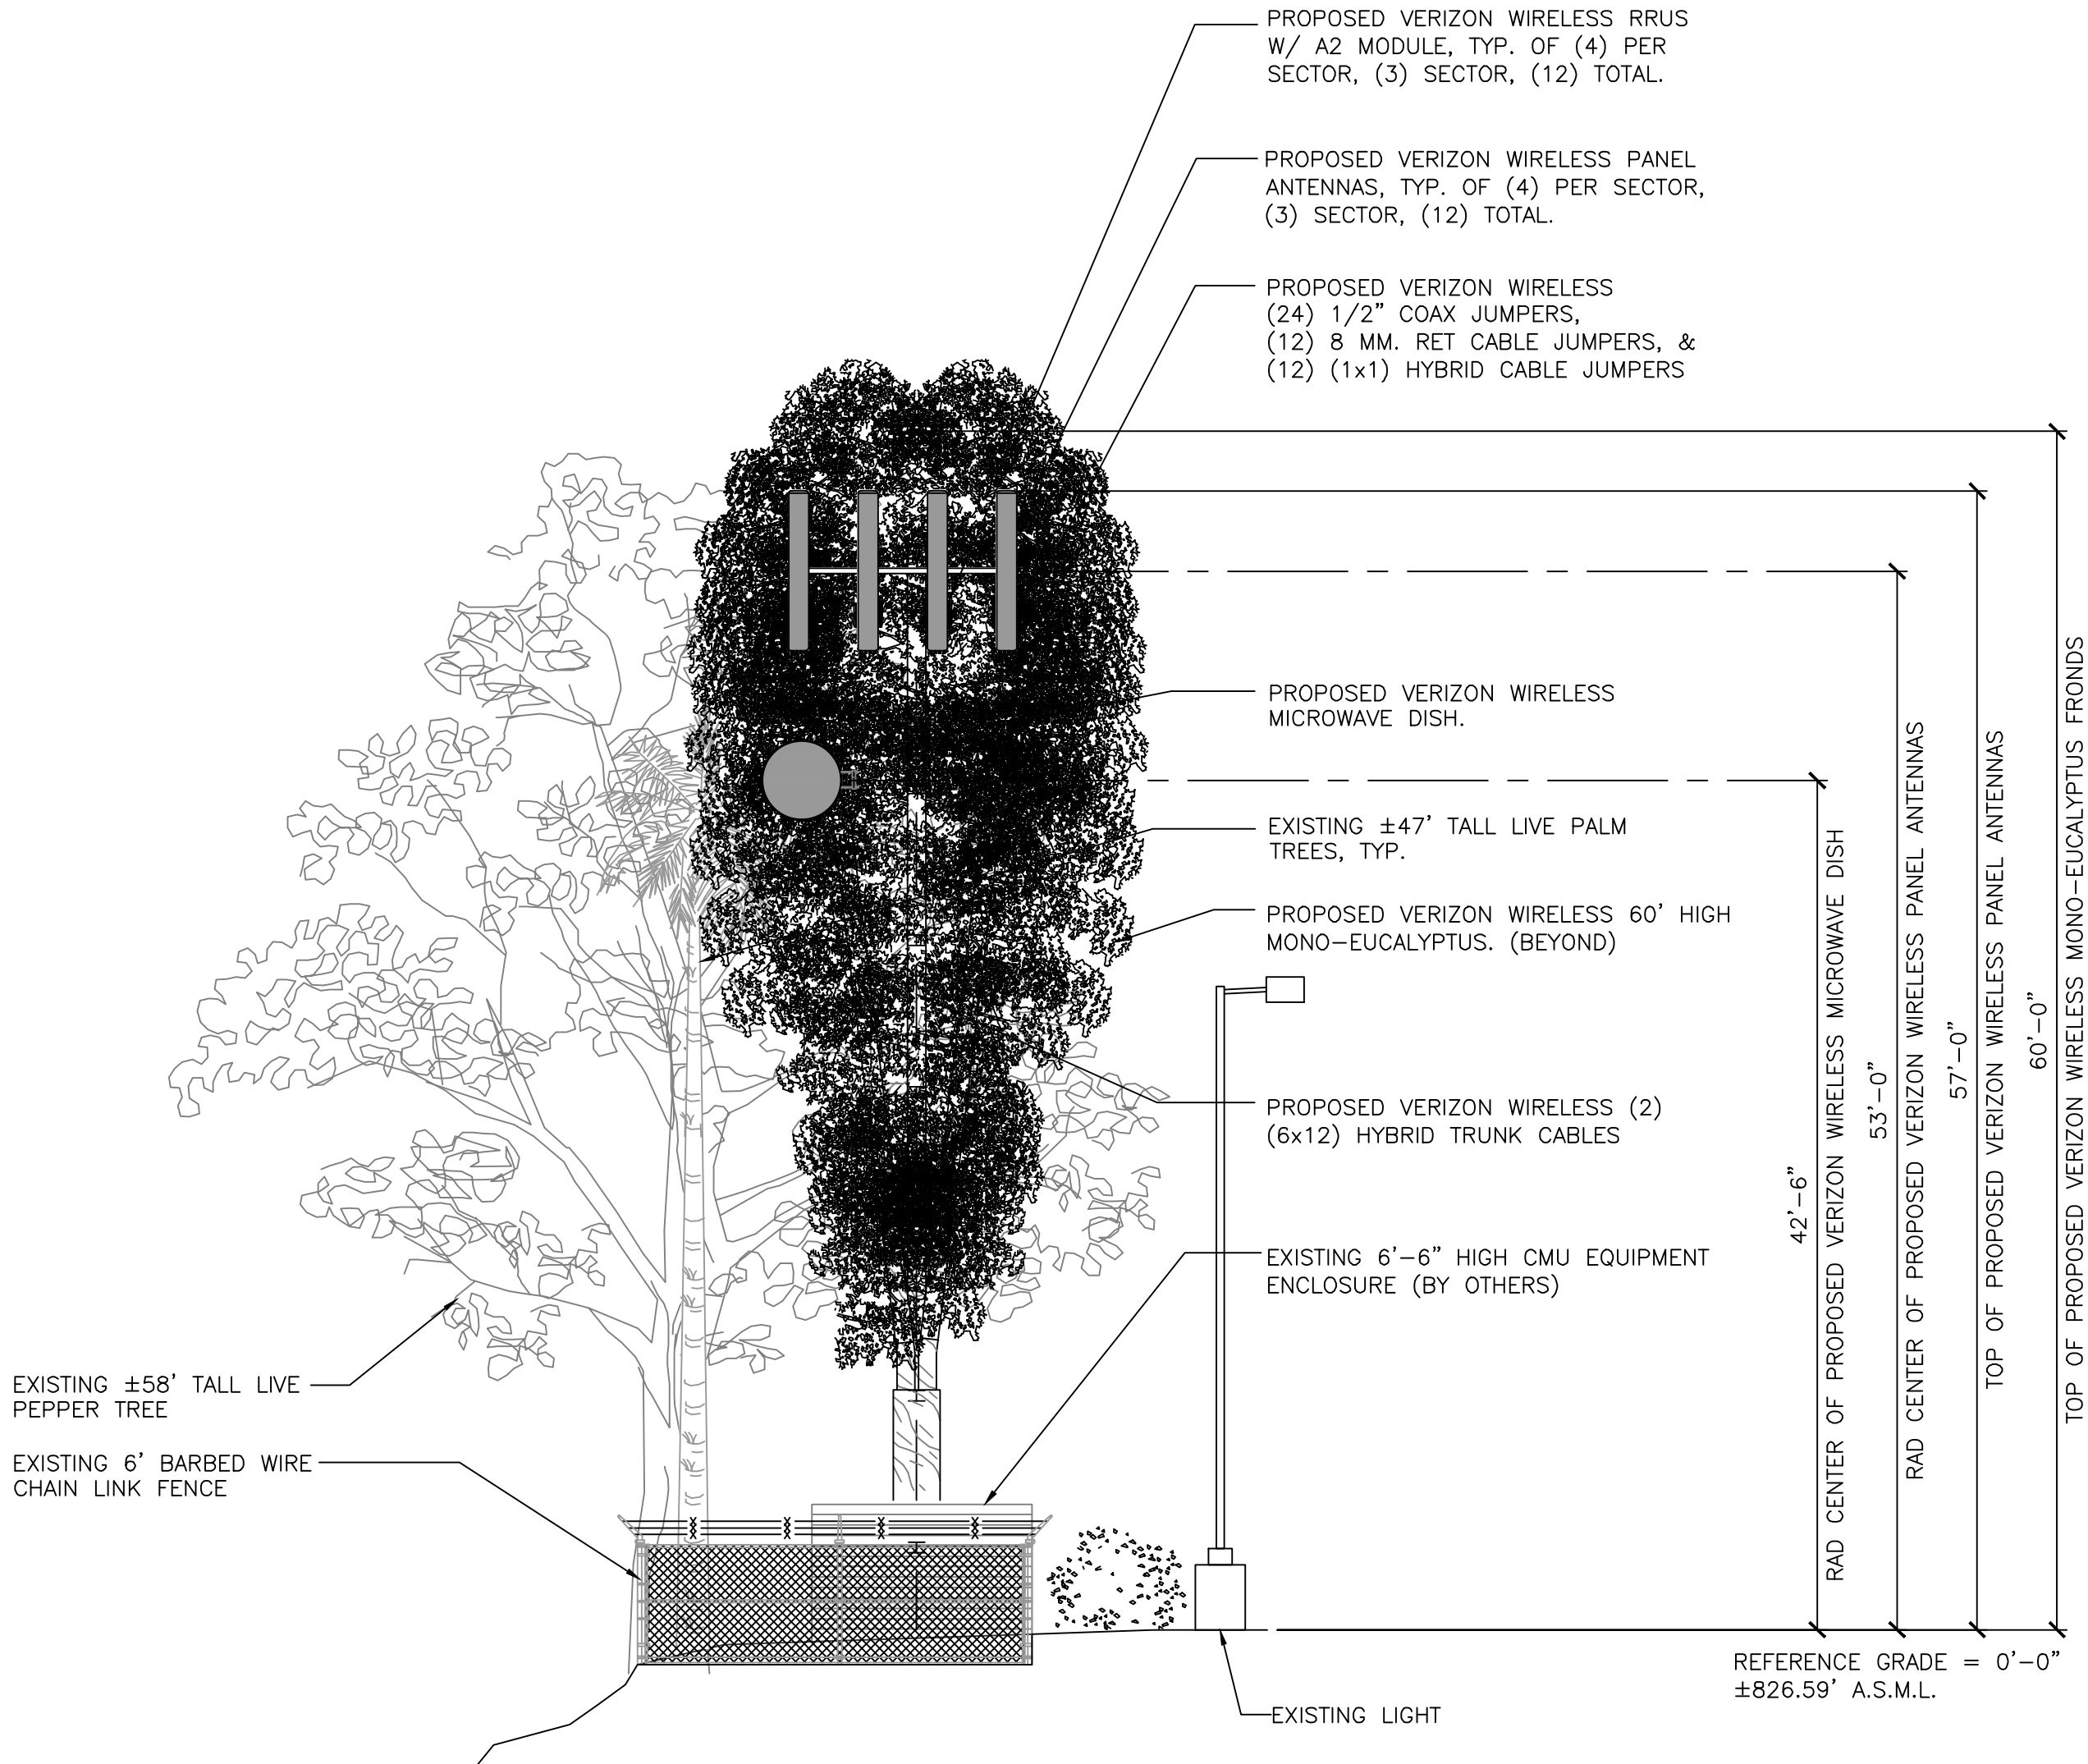 PROPOSED VERIZON WIRELESS RRUS
W/ A2 MODULE, TYP. OF (4) PER
SECTOR, (3) SECTOR, (12) TOTAL.
PROPOSED VERIZON WIRELESS PANEL
ANTENNAS, TYP. OF (4) PER SECTOR,
(3) SECTOR, (12) TOTAL.
PROPOSED VERIZON WIRELESS
(24) 1/2" COAX JUMPERS,
(12) 8 MM. RET CABLE JUMPERS, &
(12) (1x1) HYBRID CABLE JUMPERS
PROPOSED VERIZON WIRELESS
MICROWAVE DISH.
EXISTING ±47' TALL LIVE PALM
TREES, TYP.
PROPOSED VERIZON WIRELESS 60' HIGH
MONO-EUCALYPTUS. (BEYOND)
PROPOSED VERIZON WIRELESS (2)
(6x12) HYBRID TRUNK CABLES
EXISTING 6'-6" HIGH CMU EQUIPMENT
ENCLOSURE (BY OTHERS)
EXISTING ±58' TALL LIVE
PEPPER TREE
EXISTING 6' BARBED WIRE
CHAIN LINK FENCE
EXISTING LIGHT
42'-6"
RAD CENTER OF PROPOSED VERIZON WIRELESS MICROWAVE DISH
53'-0"
RAD CENTER OF PROPOSED VERIZON WIRELESS PANEL ANTENNAS
57'-0"
TOP OF PROPOSED VERIZON WIRELESS PANEL ANTENNAS
60'-0"
TOP OF PROPOSED VERIZON WIRELESS MONO-EUCALYPTUS FRONDS
REFERENCE GRADE = 0'-0"
±826.59' A.S.M.L.